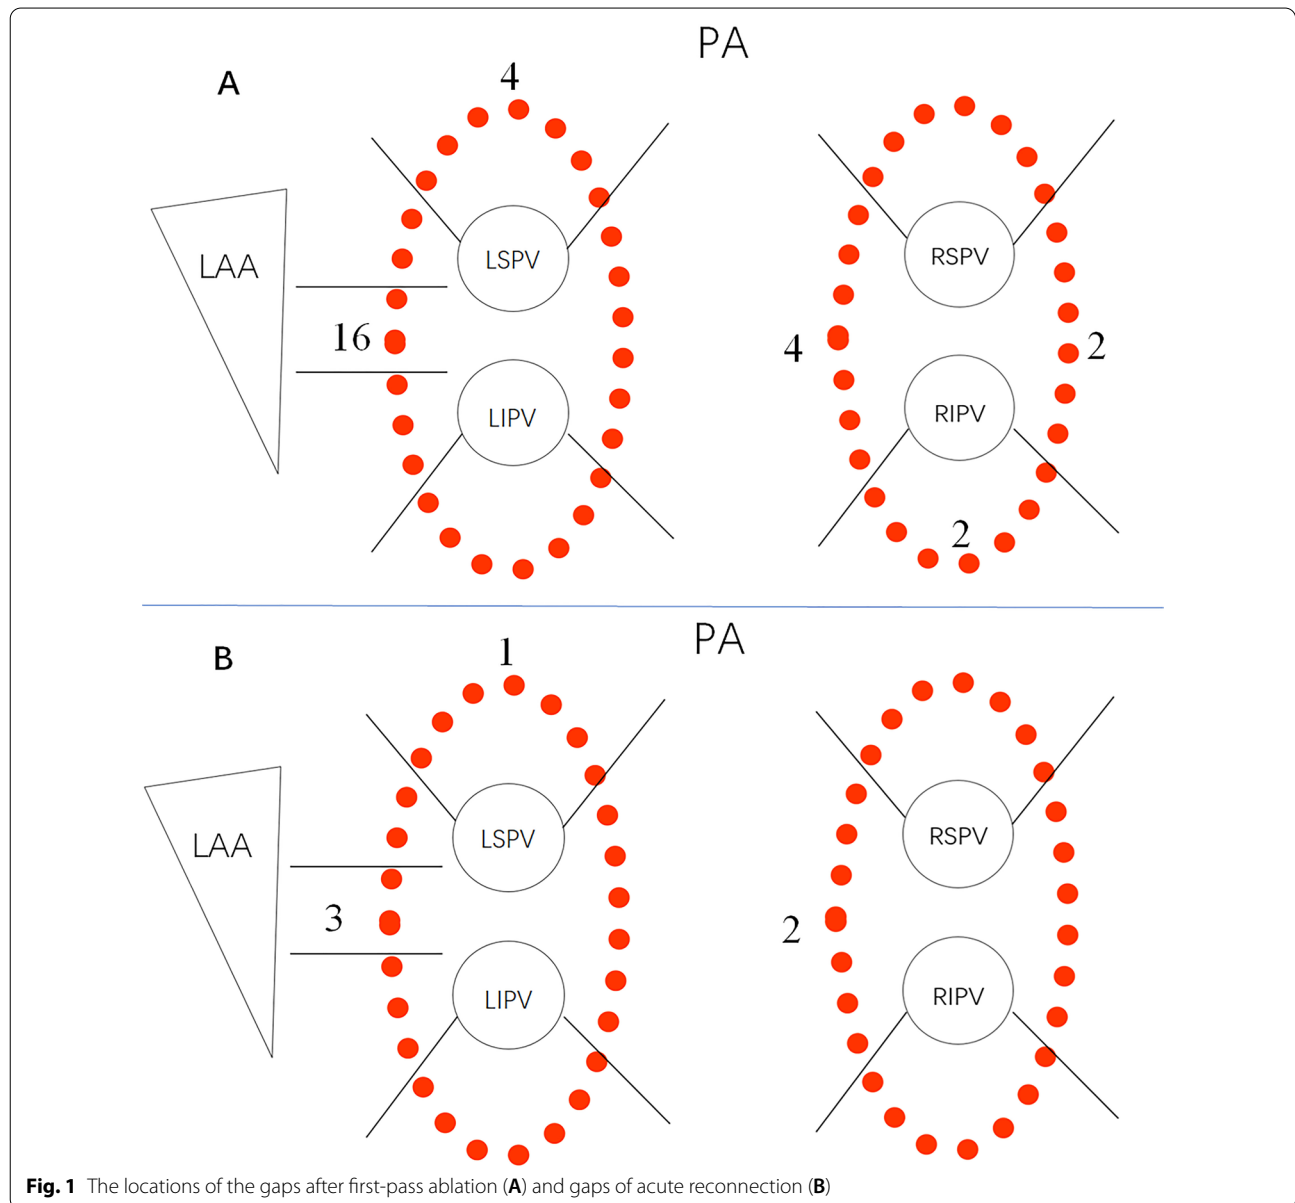 PA
A
4
LAA
LSPV
RSPV
16
4
2
LIPV
RIPV
2
PA
B
1
LAA
LSPV
RSPV
3
2
LIPV
RIPV
Fig. 1 The locations of the gaps after first-pass ablation (A) and gaps of acute reconnection (B)